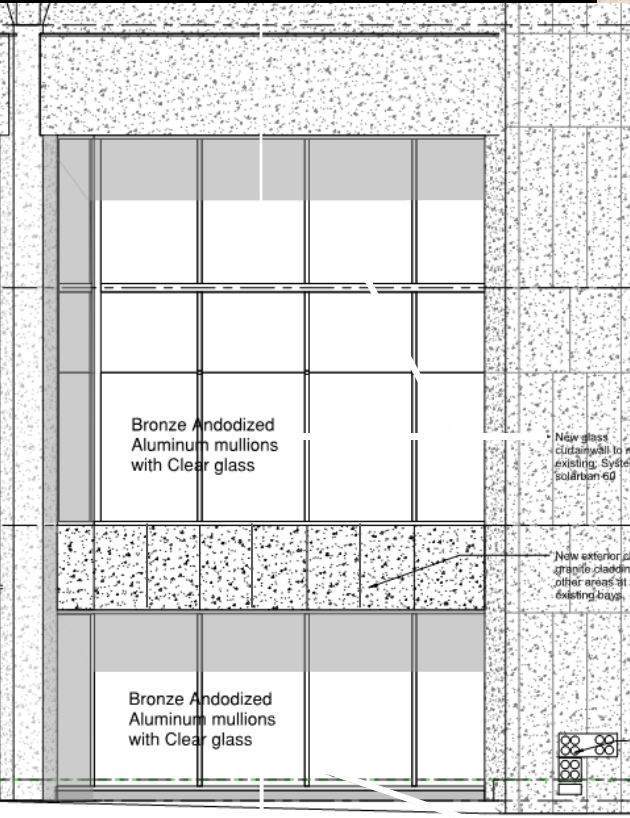 Bronze Andodized
Aluminum mullions
with Clear glass
New glass
curtainwall to
existing; Syste
solarban 60
New exterior
granite claddin
other areas at
existing bays.
Bronze Andodized
Aluminum mullions
with Clear glass